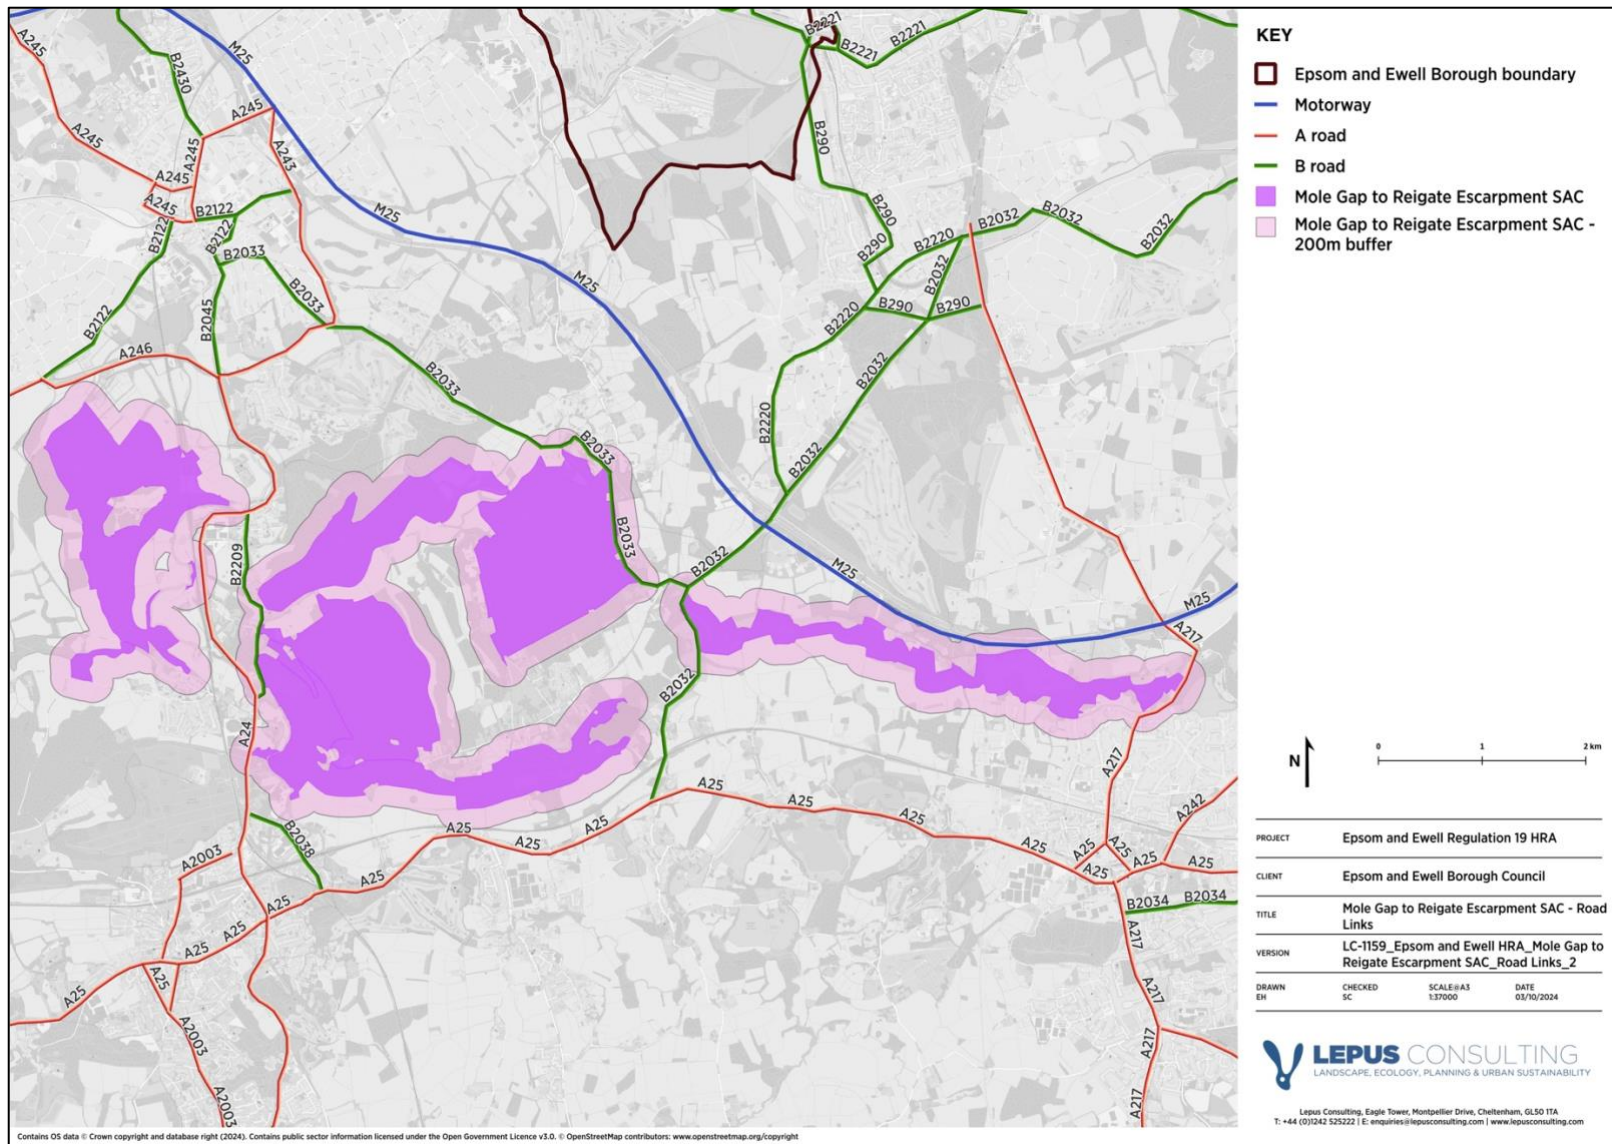 B2221
B2221
B2221
A245
M25
B2430
A245
A245
A245
A243
B290
A245
A245
B2122
B2122
B2122
B2033
M25
B290
B290
B2220
B2032
B2032
B2032
B2032
M25
B2033
B2045
B2122
A246
B2220
B290
B290
B2033
B2032
B2220
B2033
B2032
B2033
B2209
B2032
M25
M25
A217
B2032
A24
A217
A25
A25
A25
A242
A25
A25
A25
B2038
A2003
A25
A25
A25
A25
A25
A25
A25
B2034
B2034
A25
A25
A25
A217
A25
A25
A217
A2003
A217
A2003
A217
KEY
Epsom and Ewell Borough boundary
Motorway
A road
B road
Mole Gap to Reigate Escarpment SAC
Mole Gap to Reigate Escarpment SAC -
200m buffer
N
0 1 2 km
PROJECT Epsom and Ewell Regulation 19 HRA
CLIENT Epsom and Ewell Borough Council
TITLE Mole Gap to Reigate Escarpment SAC - Road
Links
VERSION LC-1159_Epsom and Ewell HRA_Mole Gap to
Reigate Escarpment SAC_Road Links_2
DRAWN CHECKED SCALE@A3 DATE
EH SC 1:37000 03/10/2024
LEPUS CONSULTING
LANDSCAPE, ECOLOGY, PLANNING & URBAN SUSTAINABILITY
Lepus Consulting, Eagle Tower, Montpellier Drive, Cheltenham, GL50 1TA
T: +44 (0)1242 525222 | E: enquiries@lepusconsulting.com | www.lepusconsulting.com
Contains OS data © Crown copyright and database right (2024). Contains public sector information licensed under the Open Government Licence v3.0. © OpenStreetMap contributors: www.openstreetmap.org/copyright